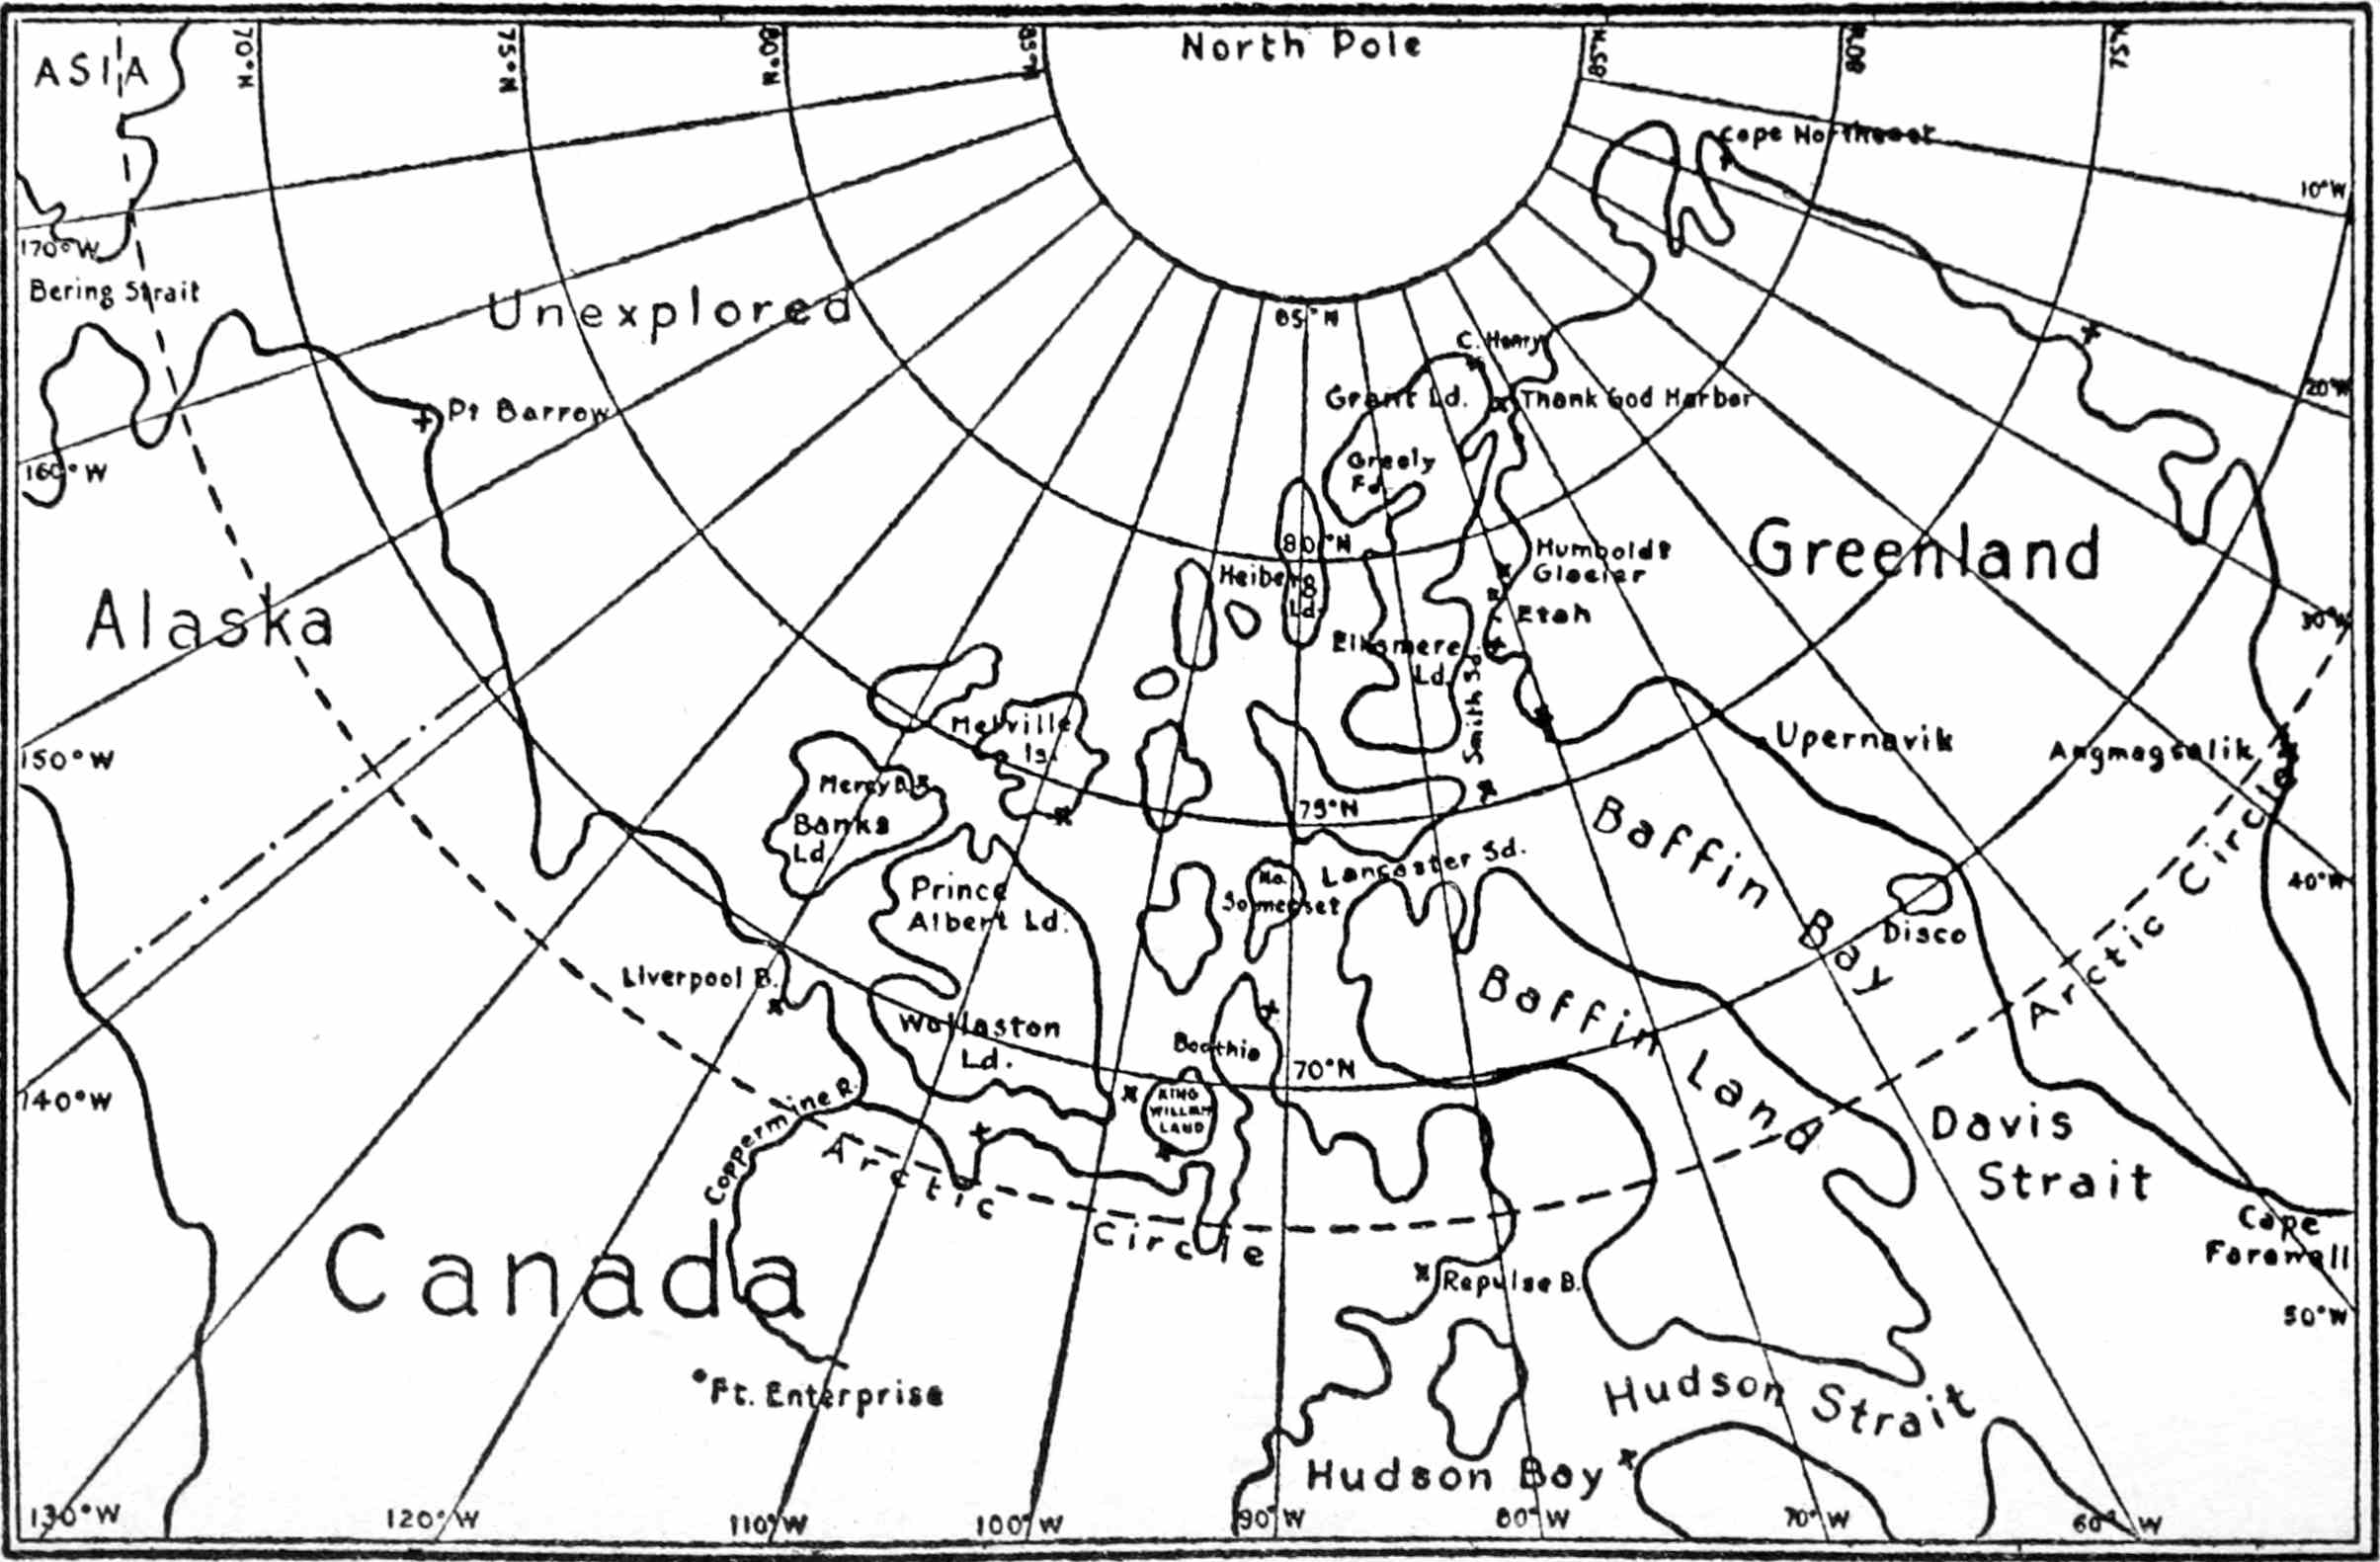 North Pole
ASIA
70°N
75°N
80°N
85°N
85°N
80°N
75°N
Cape Northeast
10°W
170°W
Bering Strait
Unexplored
85°N
C. Henry
Grant Ld.
Thank God Harbor
20°W
Pt Barrow
160°W
Greely
Fd.
Greenland
80°N
Humboldt
Glacier
Heiberg
Ld.
Etah
30°W
Alaska
Ellsmere
Ld.
Smith Sd.
Melville
Is.
Upernavik
Angmagsalik
150°W
Mercy B.
Banks
Ld
75°N
Baffin Bay
Lancaster Sd.
No.
Somerset
40°W
Prince
Albert Ld.
Disco
Arctic Circle
Liverpool B.
Baffin Land
Wollaston
Ld.
Boothia
70°N
140°W
Coppermine R.
KING
WILLIAM
LAND
Davis
Strait
Arctic Circle
Cape
Farewell
Canada
Repulse B.
50°W
Ft. Enterprise
Hudson Strait
Hudson Bay
130°W
120°W
110°W
100°W
90°W
80°W
70°W
60°W